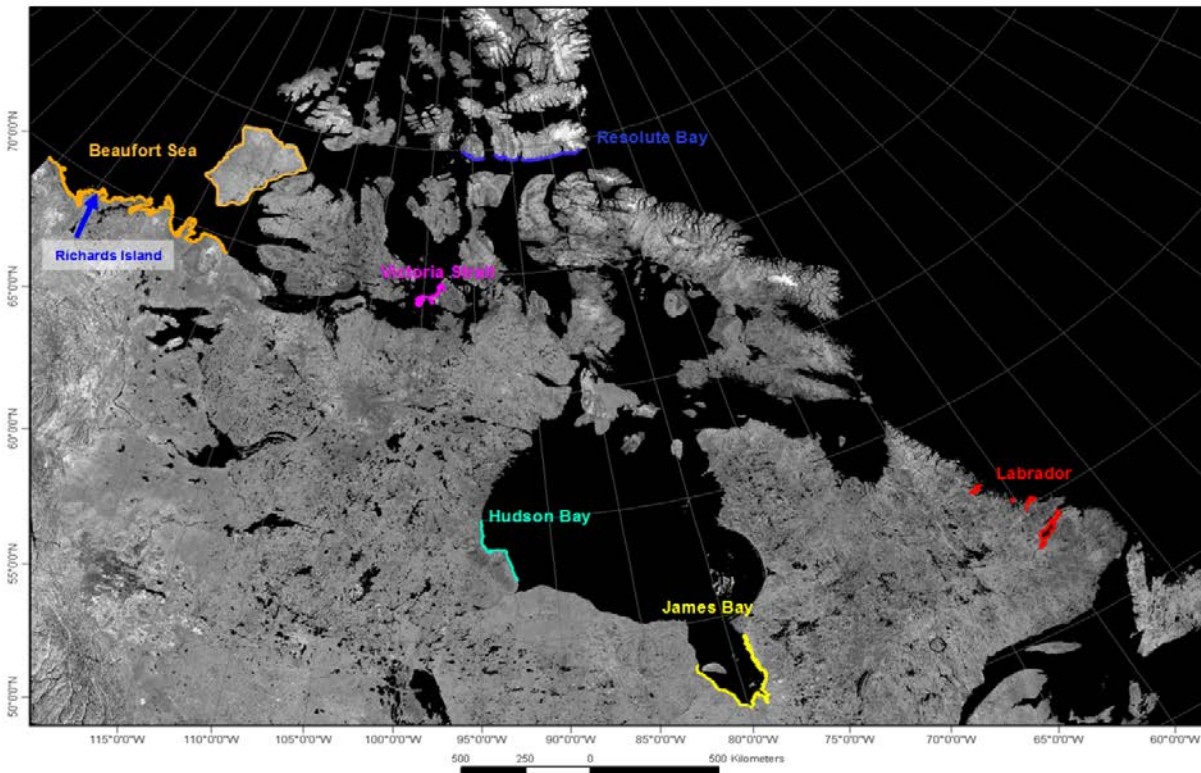 Beaufort Sea
Resolute Bay
Richards Island
Victoria Strait
Labrador
Hudson Bay
James Bay
70°0'0"N
65°0'0"N
60°0'0"N
55°0'0"N
50°0'0"N
115°0'0"W
110°0'0"W
105°0'0"W
100°0'0"W
95°0'0"W
90°0'0"W
85°0'0"W
80°0'0"W
75°0'0"W
70°0'0"W
65°0'0"W
60°0'0"W
500 250 0 500 Kilometers